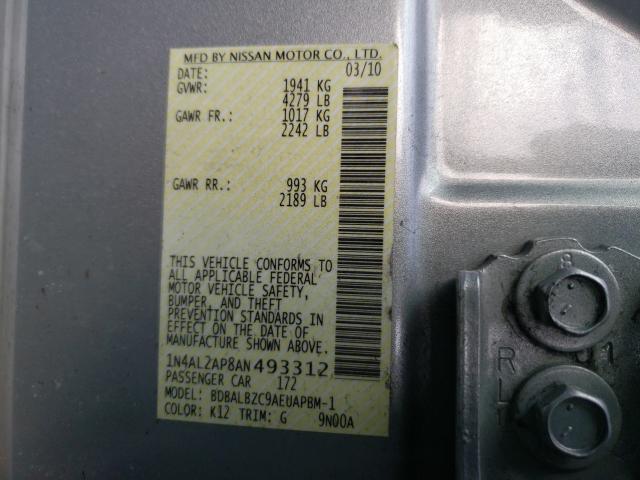 MFD BY NISSAN MOTOR CO., LTD.
DATE: 03/10
GVWR: 1941 KG
4279 LB
GAWR FR.: 1017 KG
2242 LB
GAWR RR.: 993 KG
2189 LB
THIS VEHICLE CONFORMS TO
ALL APPLICABLE FEDERAL
MOTOR VEHICLE SAFETY,
BUMPER, AND THEFT
PREVENTION STANDARDS IN
EFFECT ON THE DATE OF
MANUFACTURE SHOWN ABOVE.
1N4AL2AP8AN493312
PASSENGER CAR 172
MODEL: BDBALBZC9AEUAPBM-1
COLOR: K12 TRIM: G 9N00A
8
R
L